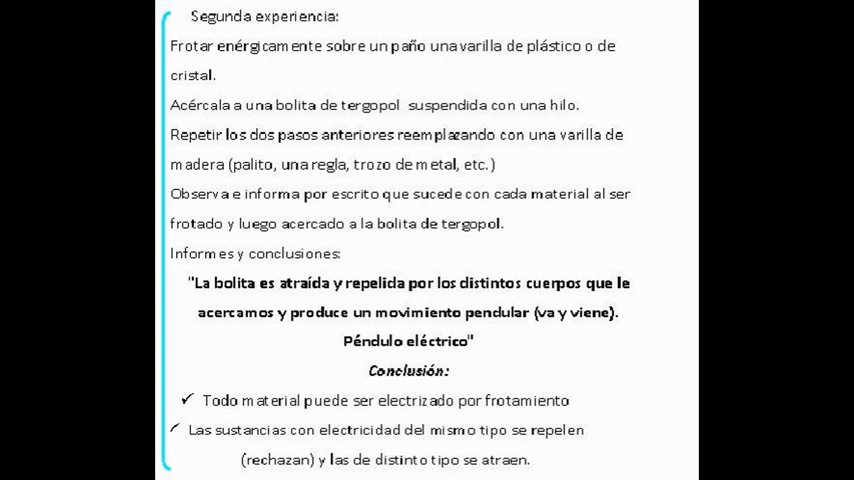 Segunda experiencia:
Frotar enérgicamente sobre un paño una varilla de plástico o de
cristal.
Acércala a una bolita de tergopol suspendida con una hilo.
Repetir los dos pasos anteriores reemplazando con una varilla de
madera (palito, una regla, trozo de metal, etc.)
Observa e informa por escrito que sucede con cada material al ser
frotado y luego acercado a la bolita de tergopol.
Informes y conclusiones:
"La bolita es atraída y repelida por los distintos cuerpos que le
acercamos y produce un movimiento pendular (va y viene).
Péndulo eléctrico"
Conclusión:
✓ Todo material puede ser electrizado por frotamiento
Las sustancias con electricidad del mismo tipo se repelen
(rechazan) y las de distinto tipo se atraen.